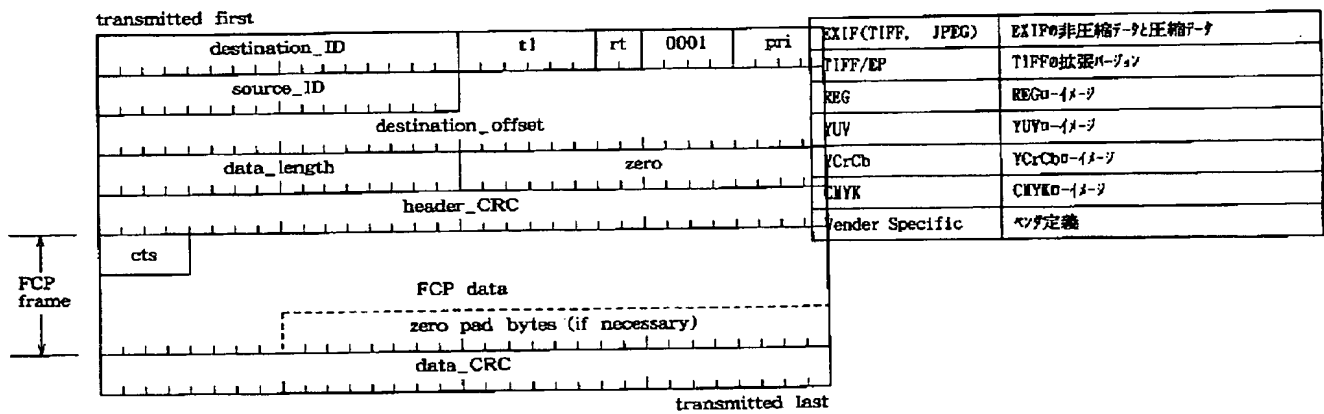 transmitted first
destination_ID tl rt 0001 pri
source_ID
destination_offset
data_length zero
header_CRC
cts
FCP frame
FCP data
zero pad bytes (if necessary)
data_CRC
transmitted last
EXIF(TIFF, JPEG) EXIFの非圧縮データと圧縮データ
TIFF/EP TIFFの拡張バージョン
REG REGローイメージ
YUV YUVローイメージ
YCrCb YCrCbローイメージ
CMYK CMYKローイメージ
Vender Specific ベンダ定義